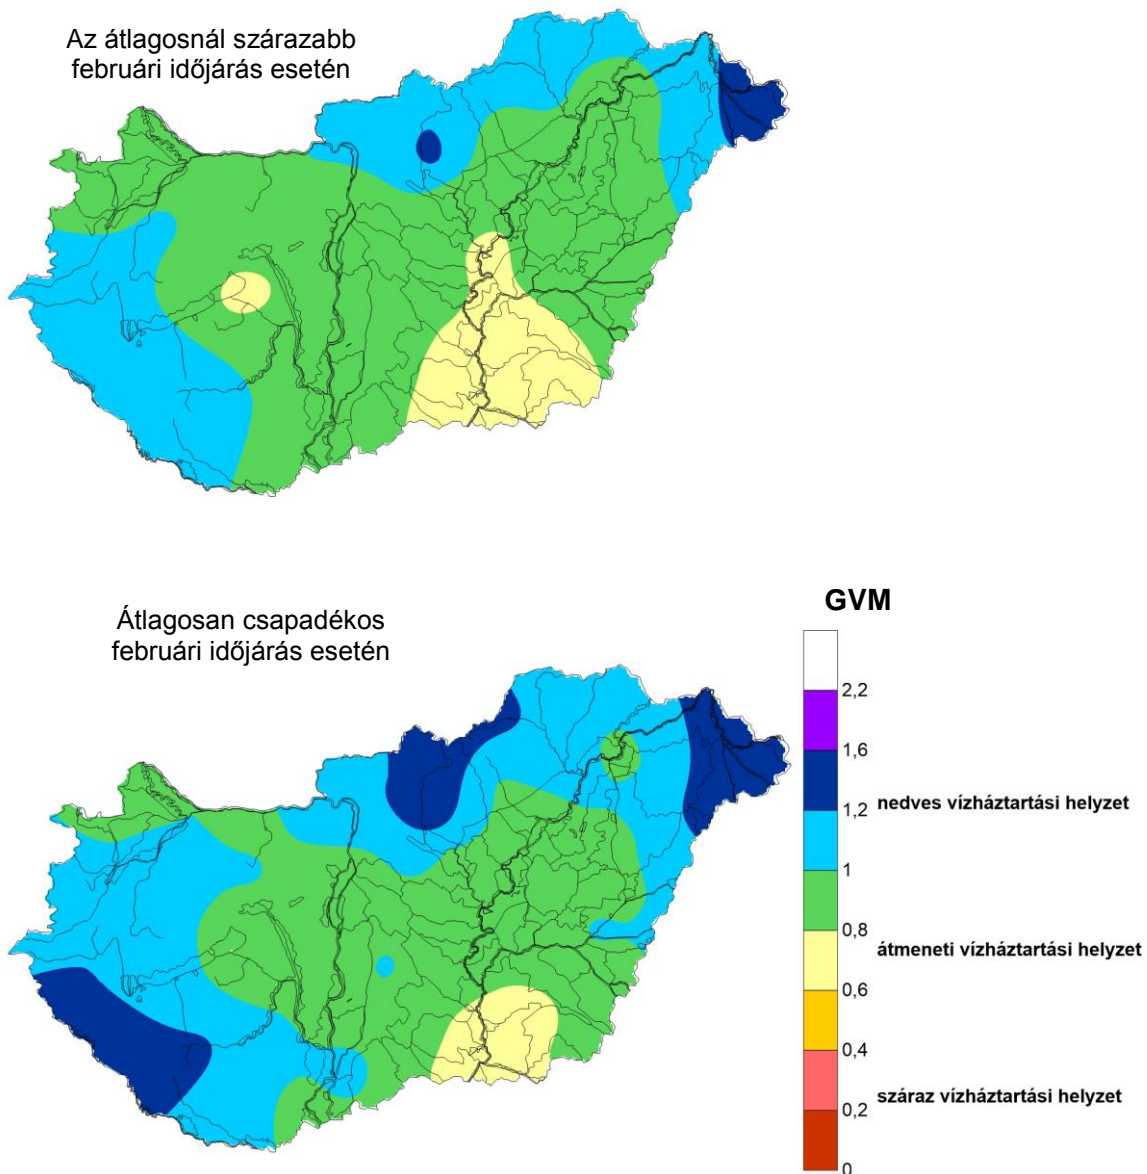 Az átlagosnál szárazabb
februári időjárás esetén
Átlagosan csapadékos
februári időjárás esetén
GVM
2,2
1,6
1,2
nedves vízháztartási helyzet
1
0,8
átmeneti vízháztartási helyzet
0,6
0,4
száraz vízháztartási helyzet
0,2
0